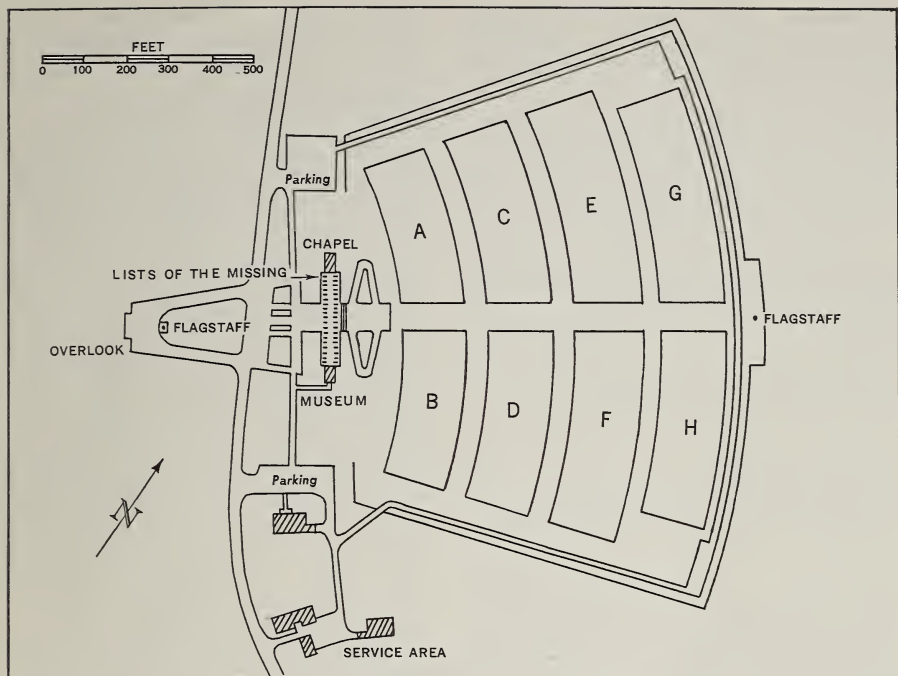 FEET
0 100 200 300 400 500
Parking
A
C
E
G
CHAPEL
LISTS OF THE MISSING
FLAGSTAFF
FLAGSTAFF
OVERLOOK
MUSEUM
B
D
F
H
Parking
N
SERVICE AREA